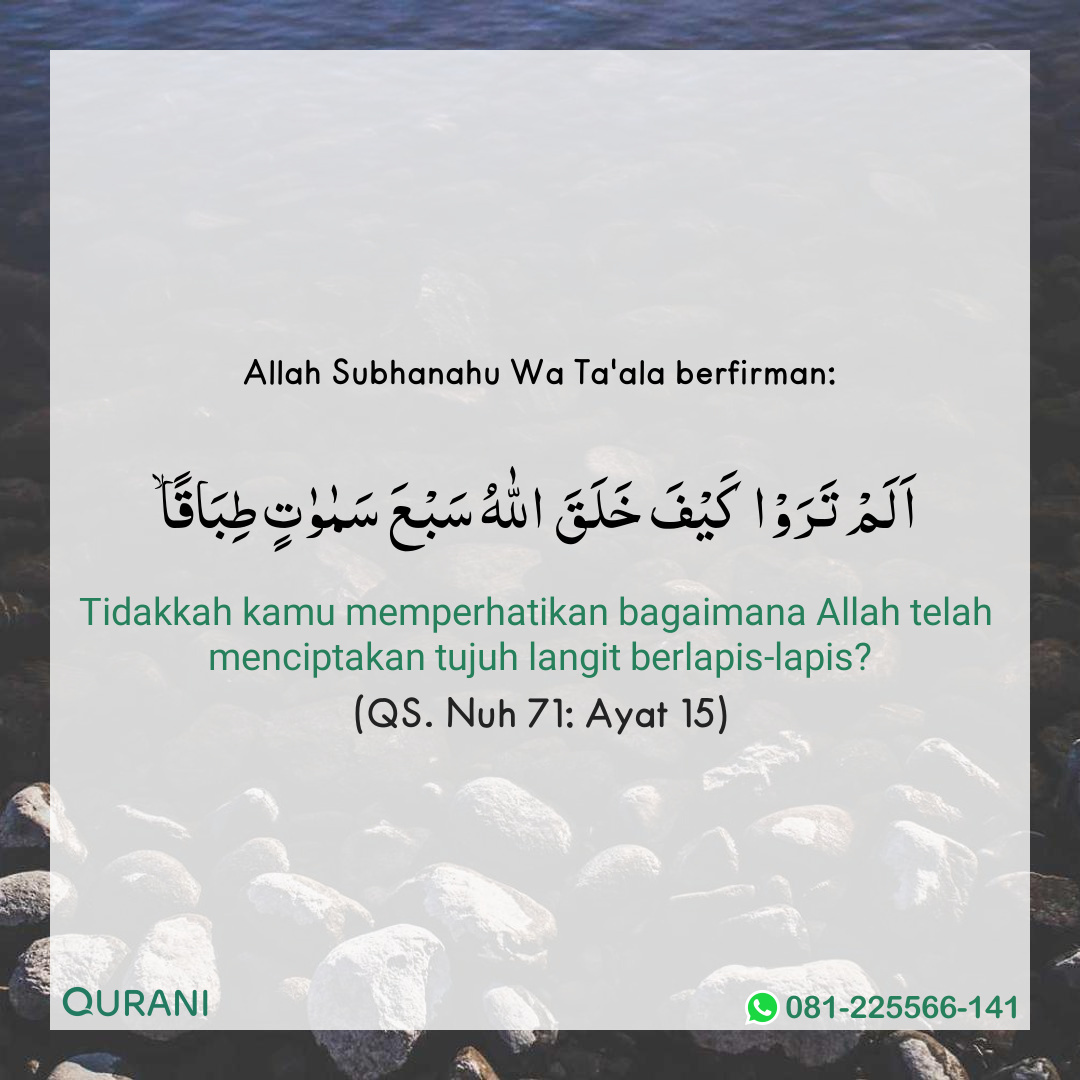 Allah Subhanahu Wa Ta'ala berfirman:
اَلَمْ تَرَوْا كَيْفَ خَلَقَ اللّٰهُ سَبْعَ سَمٰوٰتٍ طِبَاقًاۙ
Tidakkah kamu memperhatikan bagaimana Allah telah
menciptakan tujuh langit berlapis-lapis?
(QS. Nuh 71: Ayat 15)
QURANI
081-225566-141